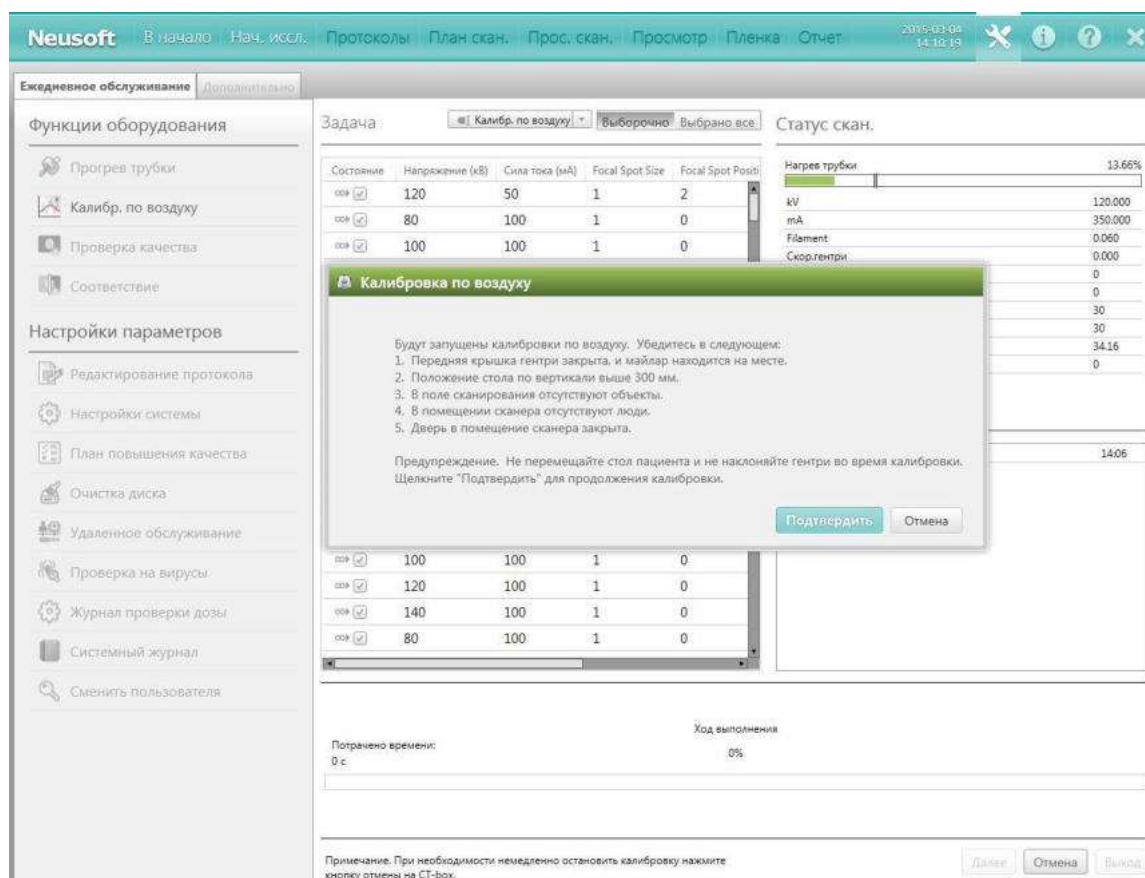 Neusoft В начало Нач. иссл. Протоколы План скан. Прос. скан. Просмотр Пленка Отчет 2015-03-04
14:10:19
Ежедневное обслуживание Дополнительно
Функции оборудования
Прогрев трубки
Калибр. по воздуху
Проверка качества
Соответствие
Настройки параметров
Редактирование протокола
Настройки системы
План повышения качества
Очистка диска
Удаленное обслуживание
Проверка на вирусы
Журнал проверки дозы
Системный журнал
Сменить пользователя
Задача Калибр. по воздуху Выборочно Выбрано все
Состояние Напряжение (кВ) Сила тока (мА) Focal Spot Size Focal Spot Positi
120 50 1 2
80 100 1 0
100 100 1 0
Калибровка по воздуху
Будут запущены калибровки по воздуху. Убедитесь в следующем:
1. Передняя крышка гентри закрыта, и майлар находится на месте.
2. Положение стола по вертикали выше 300 мм.
3. В поле сканирования отсутствуют объекты.
4. В помещении сканера отсутствуют люди.
5. Дверь в помещение сканера закрыта.
Предупреждение. Не перемещайте стол пациента и не наклоняйте гентри во время калибровки.
Щелкните "Подтвердить" для продолжения калибровки.
Подтвердить Отмена
100 100 1 0
120 100 1 0
140 100 1 0
80 100 1 0
Статус скан.
Нагрев трубки 13.66%
kV 120.000
mA 350.000
Filament 0.060
Скор.гентри 0.000
0
0
30
30
34.16
0
14:06
Ход выполнения
Потрачено времени:
0 с
0%
Примечание. При необходимости немедленно остановить калибровку нажмите
кнопку отмены на CT-box.
Далее Отмена Выход